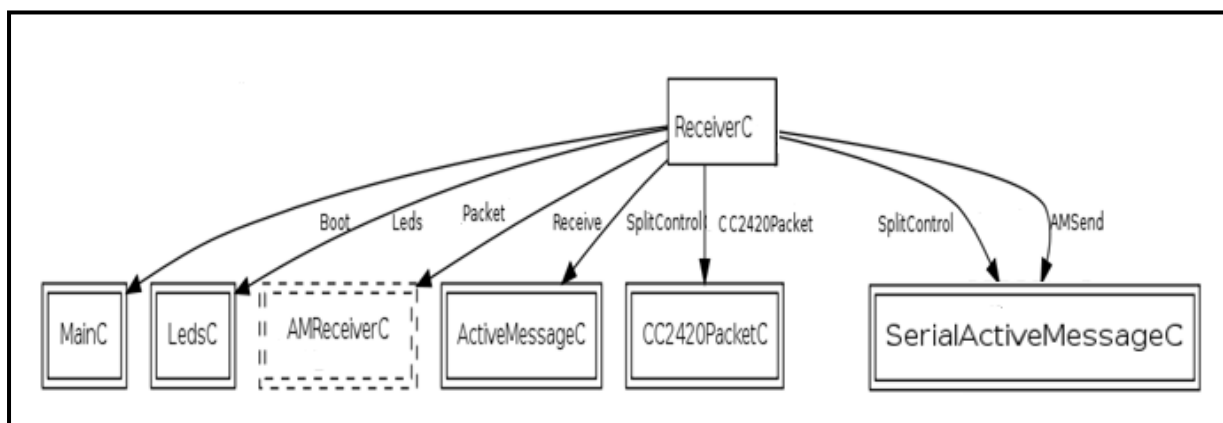 ReceiverC
Boot
Leds
Packet
Receive
SplitControl
CC2420Packet
SplitControl
AMSend
MainC
LedsC
AMReceiverC
ActiveMessageC
CC2420PacketC
SerialActiveMessageC